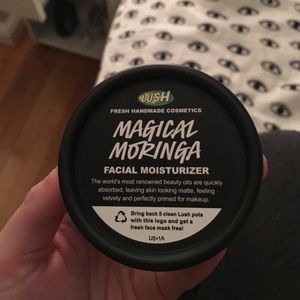 LUSH
FRESH HANDMADE COSMETICS
MAGICAL
MORINGA
FACIAL MOISTURIZER
The world's most renowned beauty oils are quickly
absorbed, leaving skin looking matte, feeling
velvety and perfectly primed for makeup.
Bring back 5 clean Lush pots
with this logo and get a
fresh face mask free!
US•1A